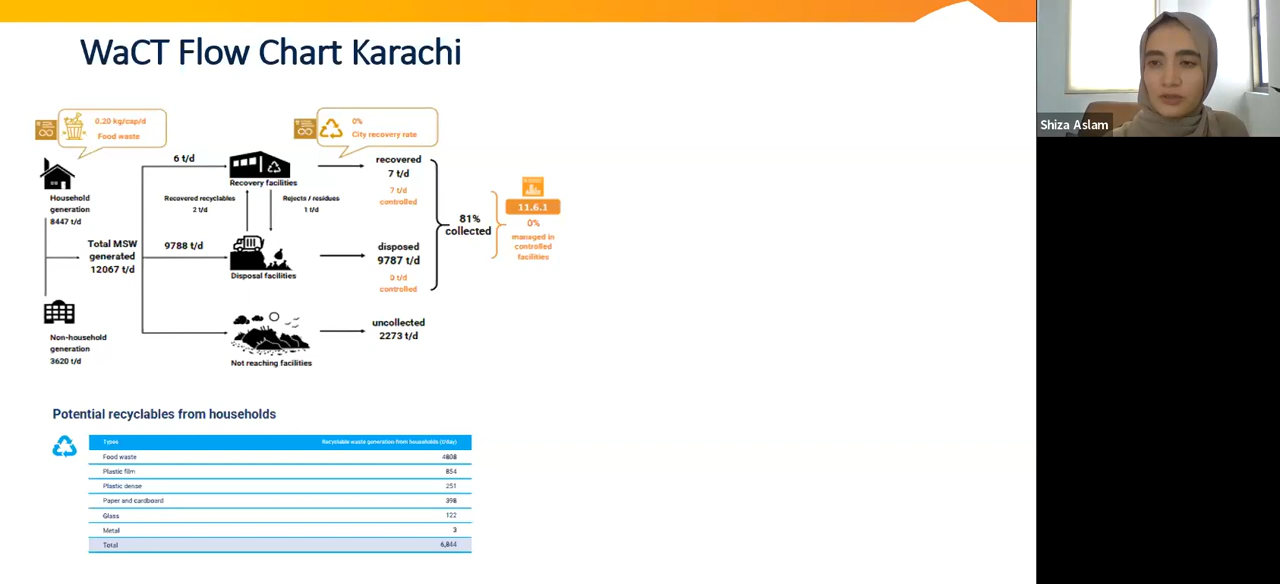 WaCT Flow Chart Karachi
Shiza Aslam
0.20 kg/cap/d
Food waste
0%
City recovery rate
6 t/d
Recovery facilities
recovered
7 t/d
7 t/d
controlled
Household
generation
8447 t/d
Recovered recyclables
2 t/d
Rejects / residues
1 t/d
11.6.1
0%
managed in
controlled
facilities
81%
collected
Total MSW
generated
12067 t/d
9788 t/d
Disposal facilities
disposed
9787 t/d
0 t/d
controlled
Non-household
generation
3620 t/d
Not reaching facilities
uncollected
2273 t/d
Potential recyclables from households
Types Recyclable waste generation from households (t/day)
Food waste 4808
Plastic film 854
Plastic dense 251
Paper and cardboard 398
Glass 122
Metal 3
Total 6,844